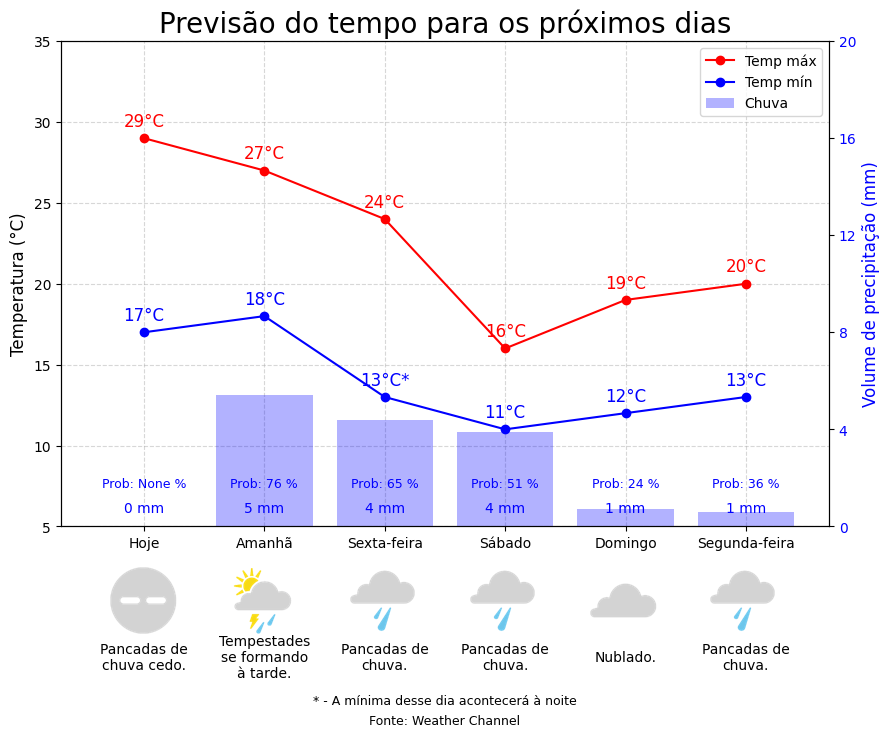 Previsão do tempo para os próximos dias
Temp máx
Temp mín
Chuva
Temperatura (°C)
35
30
25
20
15
10
5
Volume de precipitação (mm)
20
16
12
8
4
0
29°C
27°C
24°C
16°C
19°C
20°C
17°C
18°C
13°C*
11°C
12°C
13°C
Prob: None %
Prob: 76 %
Prob: 65 %
Prob: 51 %
Prob: 24 %
Prob: 36 %
0 mm
5 mm
4 mm
4 mm
1 mm
1 mm
Hoje
Amanhã
Sexta-feira
Sábado
Domingo
Segunda-feira
Pancadas de
chuva cedo.
Tempestades
se formando
à tarde.
Pancadas de
chuva.
Pancadas de
chuva.
Nublado.
Pancadas de
chuva.
* - A mínima desse dia acontecerá à noite
Fonte: Weather Channel